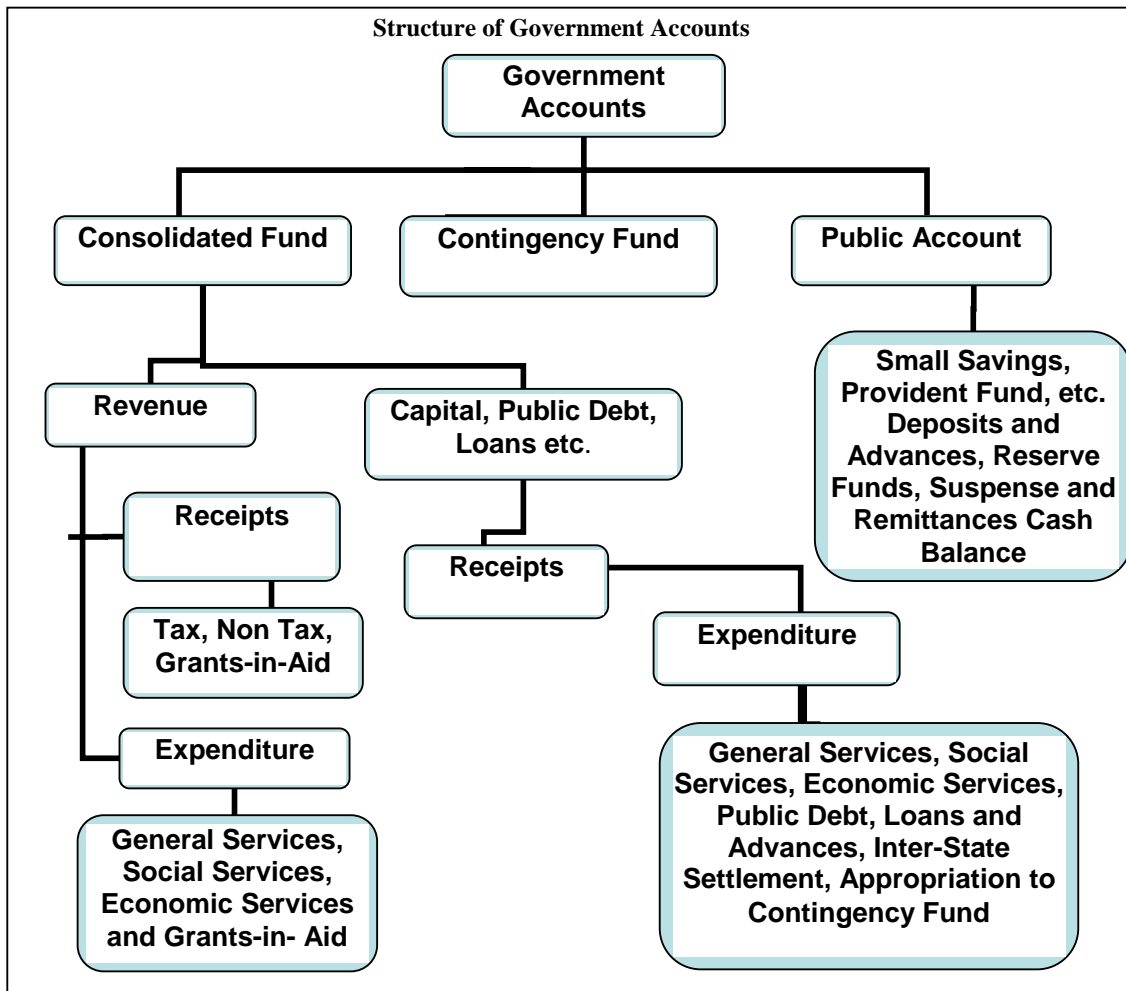 Structure of Government Accounts
Government
Accounts
Consolidated Fund
Contingency Fund
Public Account
Small Savings,
Provident Fund, etc.
Deposits and
Advances, Reserve
Funds, Suspense and
Remittances Cash
Balance
Revenue
Capital, Public Debt,
Loans etc.
Receipts
Tax, Non Tax,
Grants-in-Aid
Receipts
Expenditure
Expenditure
General Services,
Social Services,
Economic Services
and Grants-in- Aid
General Services, Social
Services, Economic Services,
Public Debt, Loans and
Advances, Inter-State
Settlement, Appropriation to
Contingency Fund